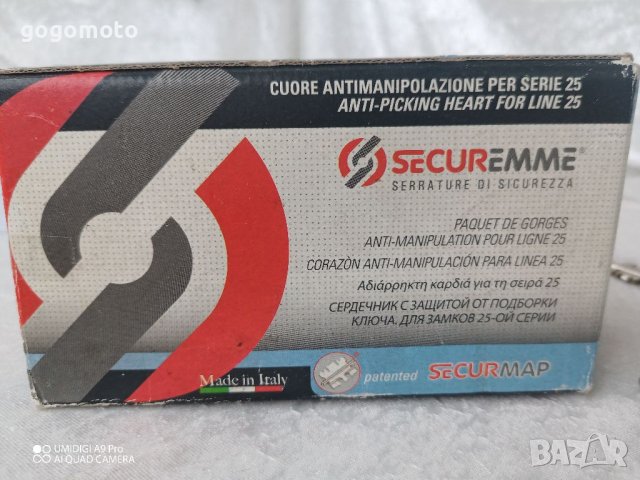 gogomoto
CUORE ANTIMANIPOLAZIONE PER SERIE 25
ANTI-PICKING HEART FOR LINE 25
SECUREMME®
SERRATURE DI SICUREZZA
PAQUET DE GORGES
ANTI-MANIPULATION POUR LIGNE 25
CORAZÒN ANTI-MANIPULACIÓN PARA LINEA 25
Αδιάρρηκτη καρδιά για τη σειρά 25
СЕРДЕЧНИК С ЗАЩИТОЙ ОТ ПОДБОРКИ
КЛЮЧА. ДЛЯ ЗАМКОВ 25-ОЙ СЕРИИ
Made in Italy
patented SECURMAP
UMIDIGI A9 Pro
AI QUAD CAMERA
BAZAR